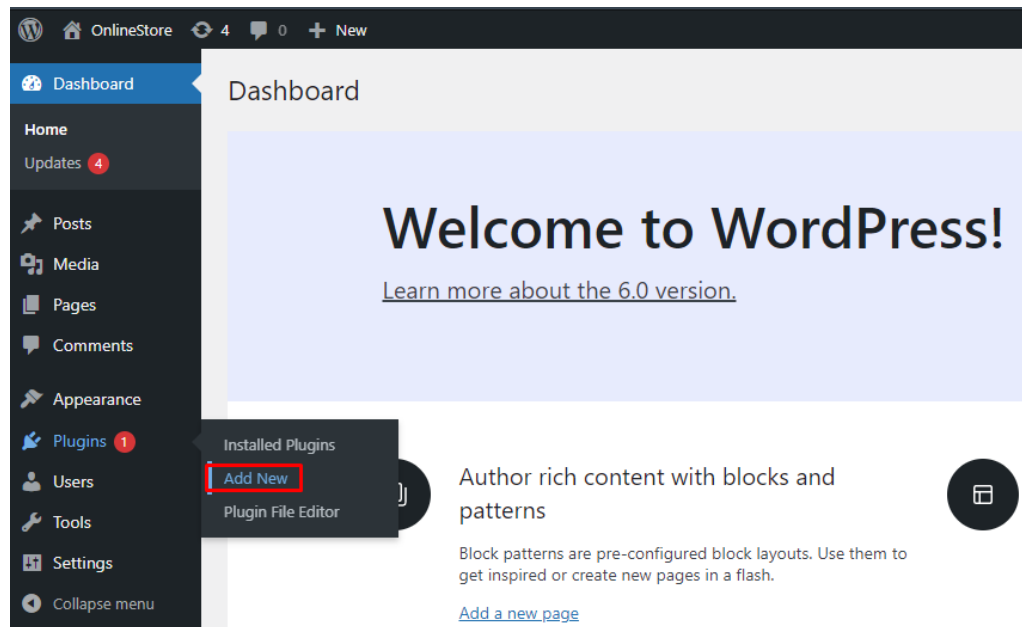 OnlineStore 4 0 New
Dashboard
Home
Updates 4
Posts
Media
Pages
Comments
Appearance
Plugins 1
Users
Tools
Settings
Collapse menu
Installed Plugins
Add New
Plugin File Editor
Dashboard
Welcome to WordPress!
Learn more about the 6.0 version.
Author rich content with blocks and
patterns
Block patterns are pre-configured block layouts. Use them to
get inspired or create new pages in a flash.
Add a new page